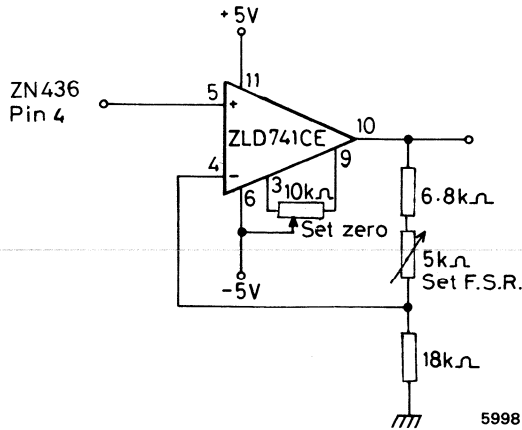 +5V
11
ZN436
Pin 4
5
+
ZLD741CE
10
9
4
-
3
10kΩ
6
Set zero
-5V
6·8kΩ
5kΩ
Set F.S.R.
18kΩ
5998